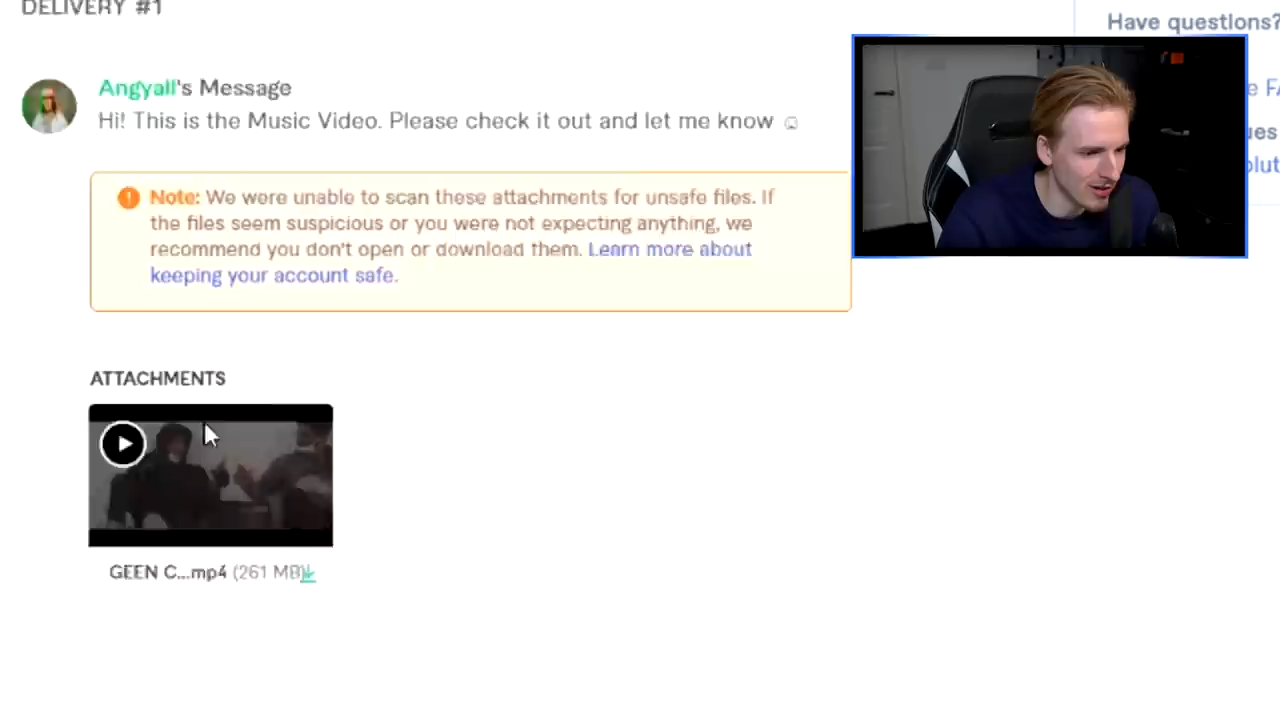 DELIVERY #1
Have questions?
Angyall's Message
Hi! This is the Music Video. Please check it out and let me know ☺
Note: We were unable to scan these attachments for unsafe files. If
the files seem suspicious or you were not expecting anything, we
recommend you don't open or download them. Learn more about
keeping your account safe.
ATTACHMENTS
GEEN C...mp4 (261 MB)